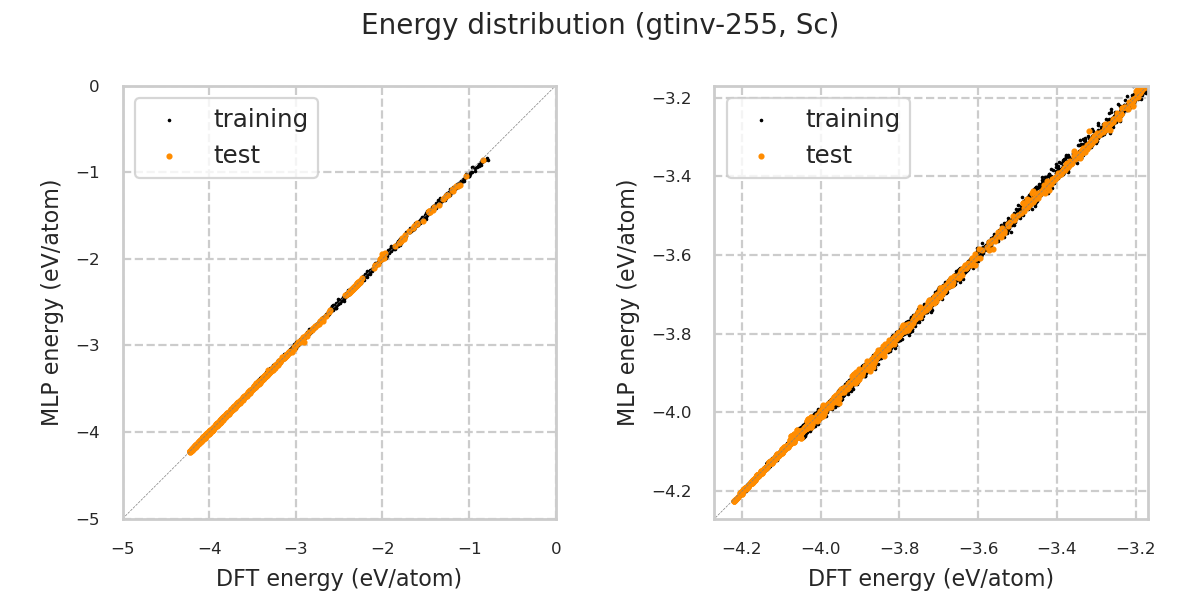 Energy distribution (gtinv-255, Sc)
MLP energy (eV/atom)
0
−1
−2
−3
−4
−5
training
test
−5 −4 −3 −2 −1 0
DFT energy (eV/atom)
MLP energy (eV/atom)
−3.2
−3.4
−3.6
−3.8
−4.0
−4.2
training
test
−4.2 −4.0 −3.8 −3.6 −3.4 −3.2
DFT energy (eV/atom)